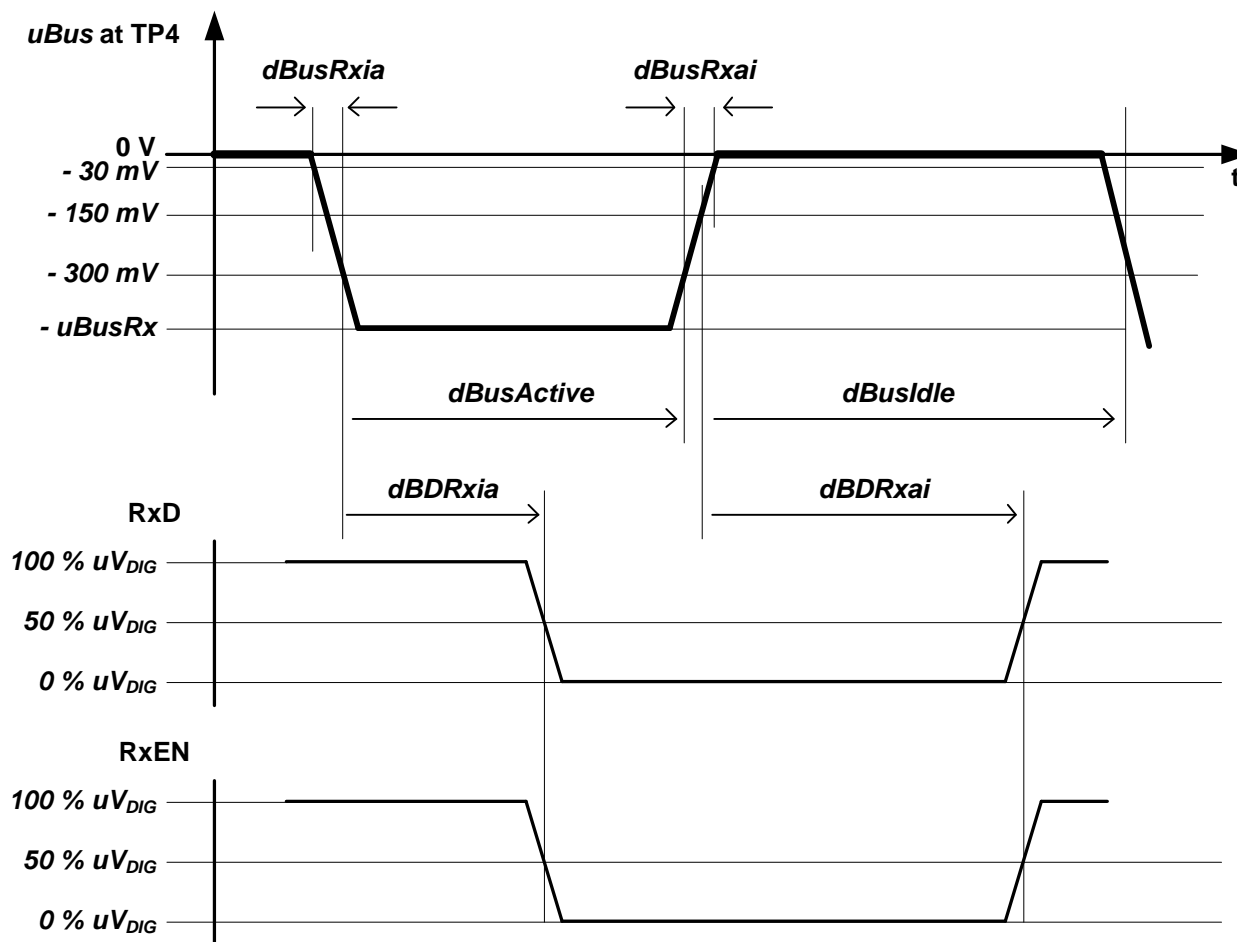 uBus at TP4
dBusRxia dBusRxai
0 V
- 30 mV
t
- 150 mV
- 300 mV
- uBusRx
dBusActive dBusIdle
dBDRxia dBDRxai
RxD
100 % uVDIG
50 % uVDIG
0 % uVDIG
RxEN
100 % uVDIG
50 % uVDIG
0 % uVDIG